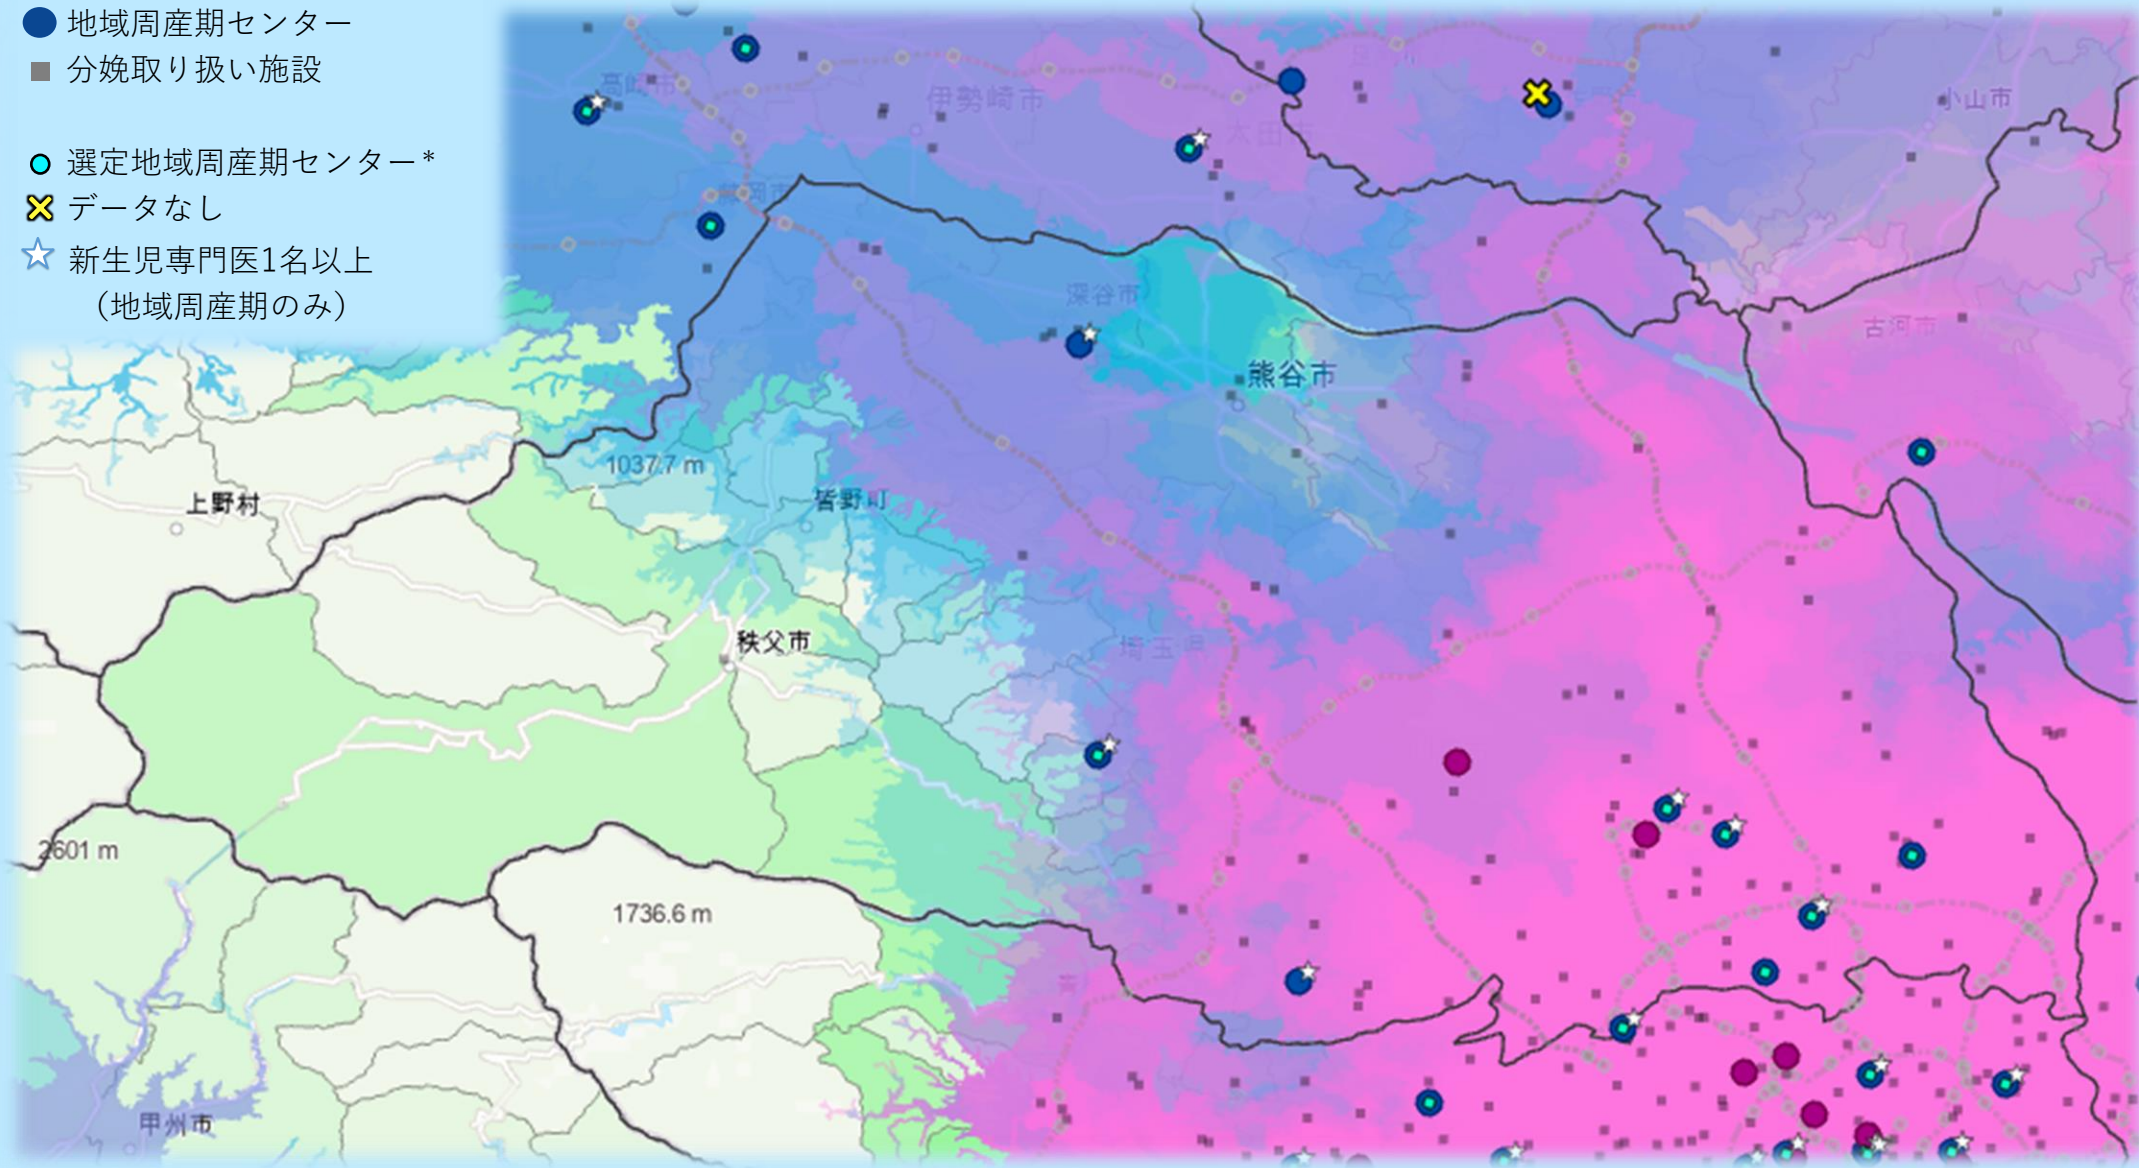 地域周産期センター
分娩取り扱い施設
選定地域周産期センター*
データなし
新生児専門医1名以上
（地域周産期のみ）
高崎市
伊勢崎市
太田市
小山市
藤岡市
深谷市
古河市
熊谷市
1037.7 m
上野村
皆野町
秩父市
埼玉県
2601 m
1736.6 m
甲州市